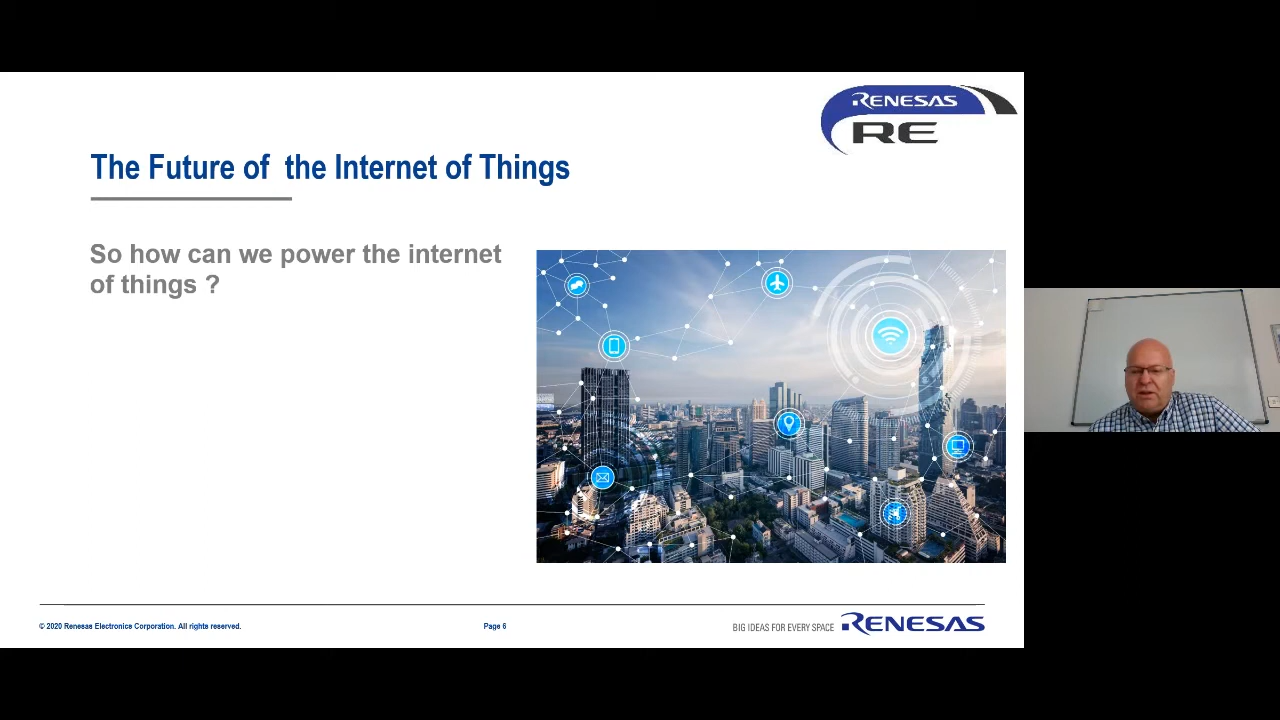 RENESAS
RE
The Future of  the Internet of Things
So how can we power the internet
of things ?
© 2020 Renesas Electronics Corporation. All rights reserved.
Page 6
BIG IDEAS FOR EVERY SPACE
RENESAS